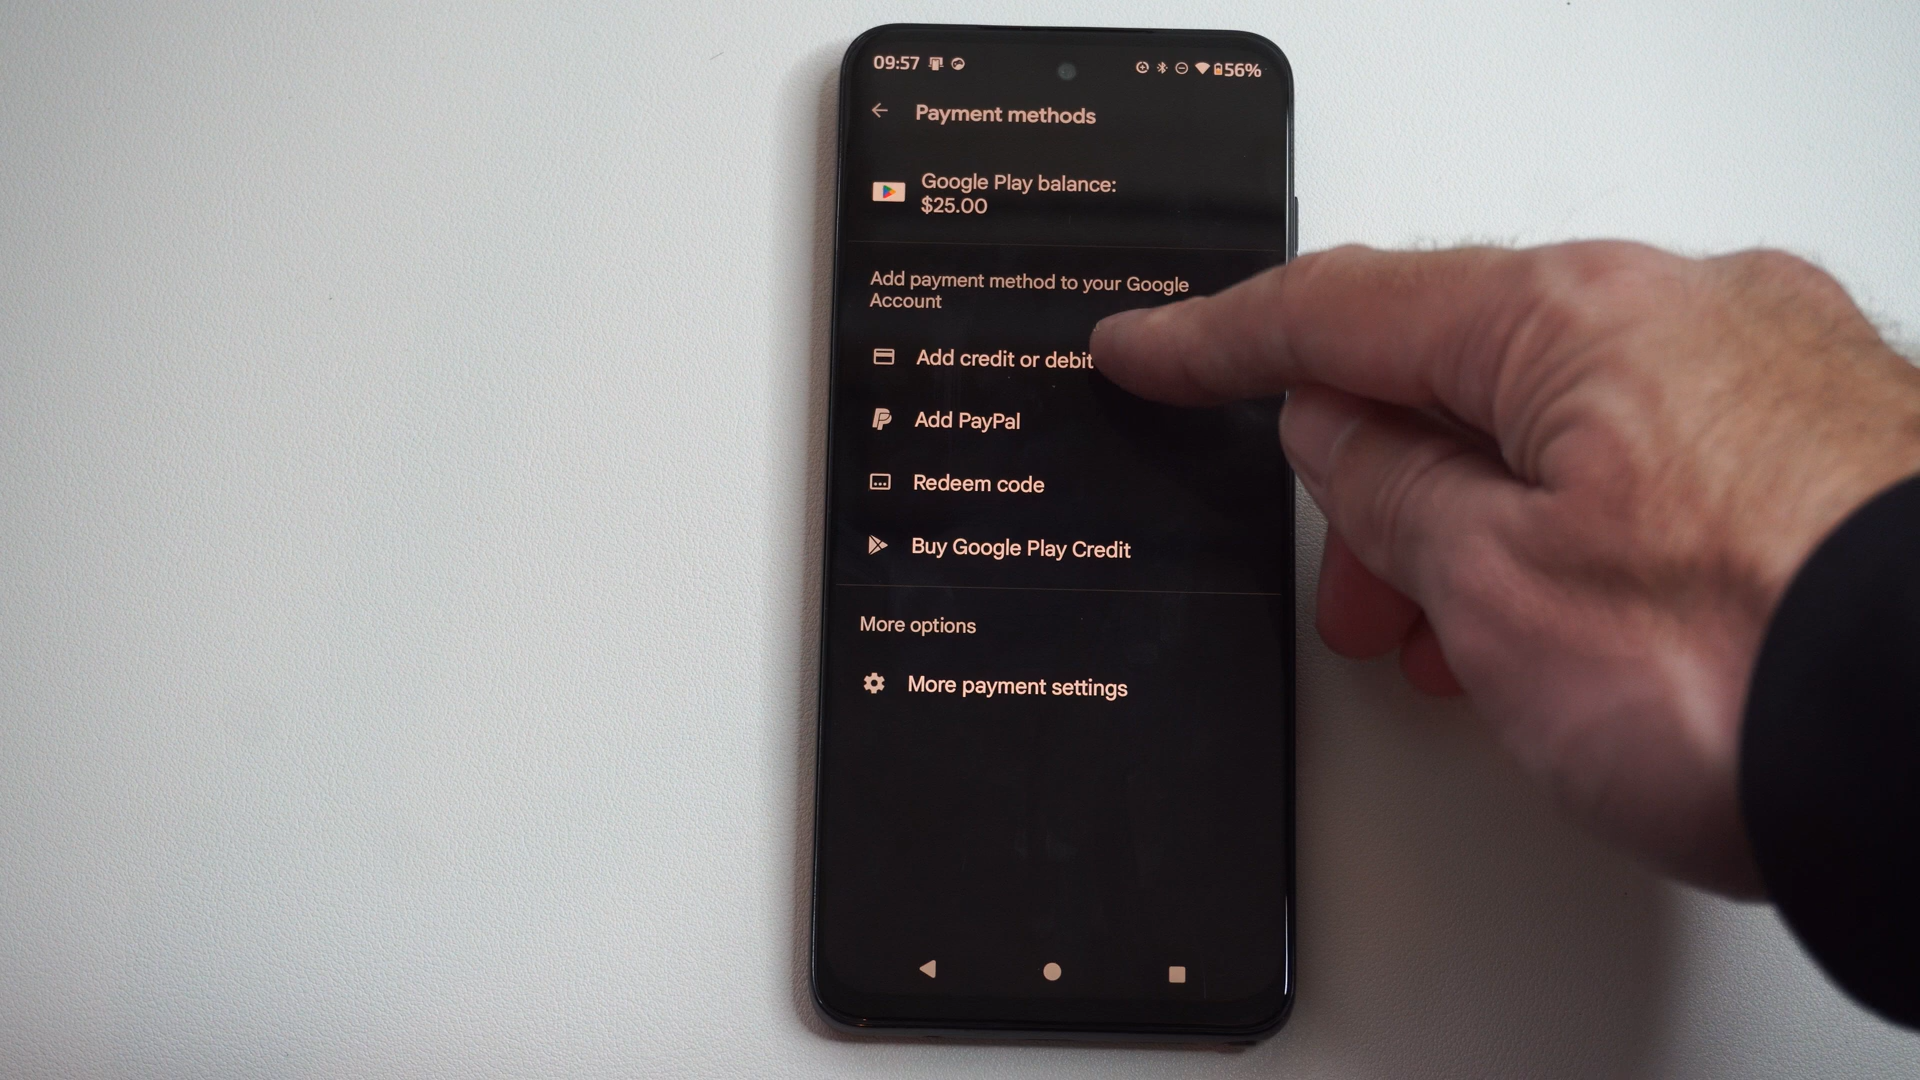 09:57
56%
Payment methods
Google Play balance:
$25.00
Add payment method to your Google
Account
Add credit or debit
Add PayPal
Redeem code
Buy Google Play Credit
More options
More payment settings